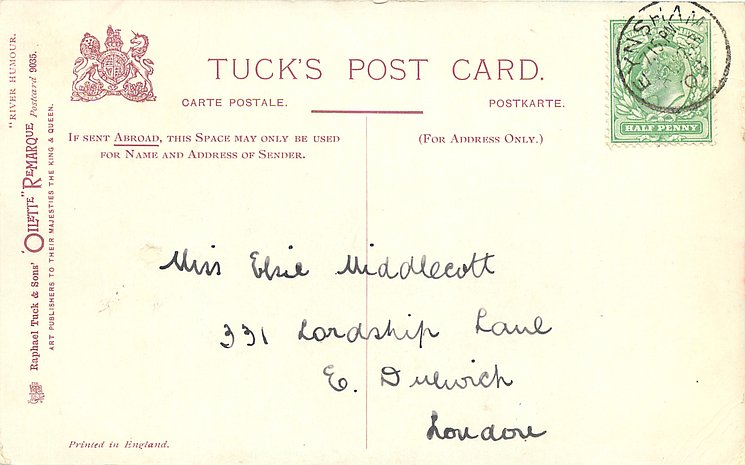 "RIVER HUMOUR.
Raphael Tuck & Sons' "OILETTE" REMARQUE Postcard 9035.
ART PUBLISHERS TO THEIR MAJESTIES THE KING & QUEEN.
TUCK'S POST CARD.
CARTE POSTALE. POSTKARTE.
IF SENT ABROAD, THIS SPACE MAY ONLY BE USED
FOR NAME AND ADDRESS OF SENDER.
(FOR ADDRESS ONLY.)
EYNSHAM
HALF PENNY
Miss Elsie Middlecott
331 Lordship Lane
E. Dulwich
London
Printed in England.